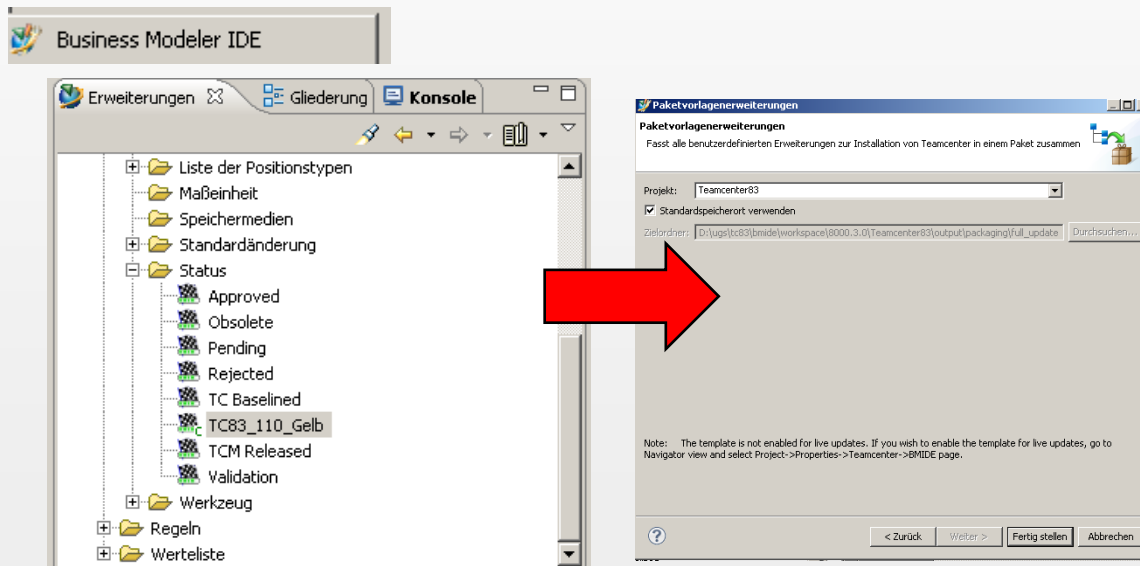 Business Modeler IDE
Erweiterungen Gliederung Konsole
Liste der Positionstypen
Maßeinheit
Speichermedien
Standardänderung
Status
Approved
Obsolete
Pending
Rejected
TC Baselined
TC83_110_Gelb
TCM Released
Validation
Werkzeug
Regeln
Werteliste
Paketvorlagenerweiterungen
Paketvorlagenerweiterungen
Fasst alle benutzerdefinierten Erweiterungen zur Installation von Teamcenter in einem Paket zusammen
Projekt: Teamcenter83
Standardspeicherort verwenden
Zielordner: D:\ugs\tc83\bmide\workspace\8000.3.0\Teamcenter83\output\packaging\full_update Durchsuchen...
Note: The template is not enabled for live updates. If you wish to enable the template for live updates, go to
Navigator view and select Project->Properties->Teamcenter->BMIDE page.
< Zurück Weiter > Fertig stellen Abbrechen